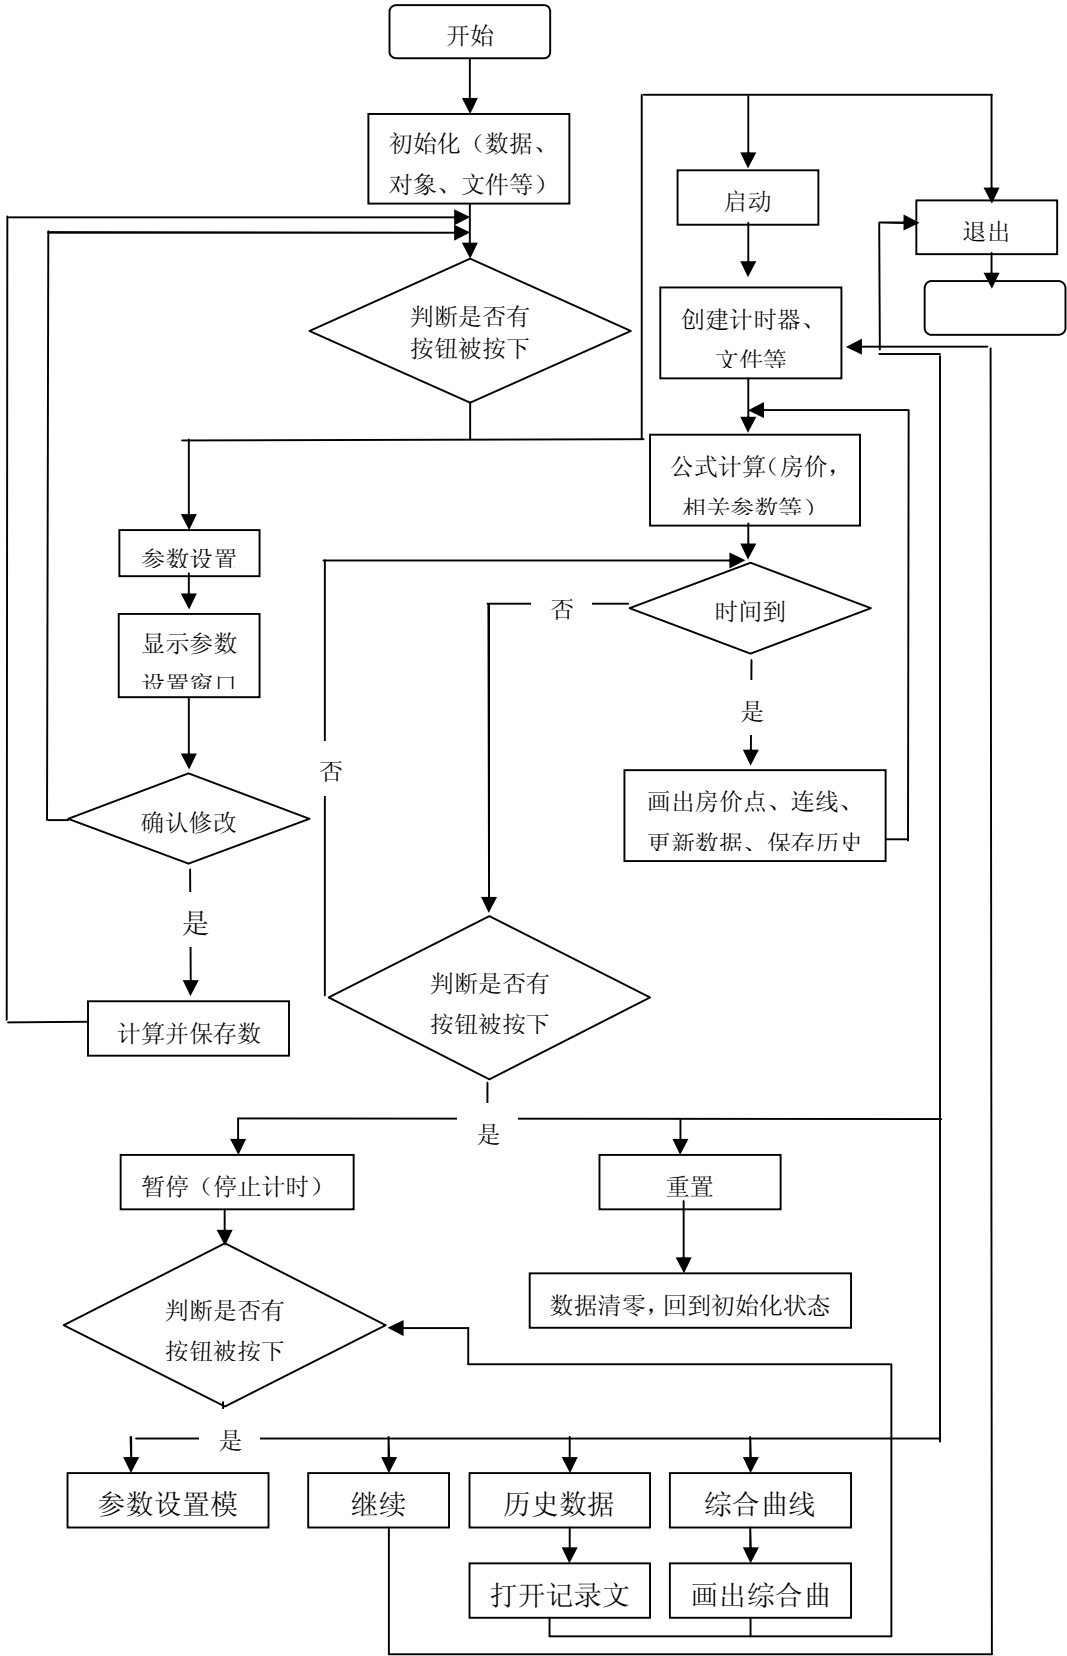 开始
初始化（数据、
对象、文件等）
启动
退出
判断是否有
按钮被按下
创建计时器、
文件等
公式计算（房价，
相关参数等）
参数设置
显示参数
设置窗口
否
时间到
是
否
画出房价点、连线、
更新数据、保存历史
确认修改
是
计算并保存数
判断是否有
按钮被按下
是
暂停（停止计时）
重置
数据清零，回到初始化状态
判断是否有
按钮被按下
是
参数设置模
继续
历史数据
综合曲线
打开记录文
画出综合曲